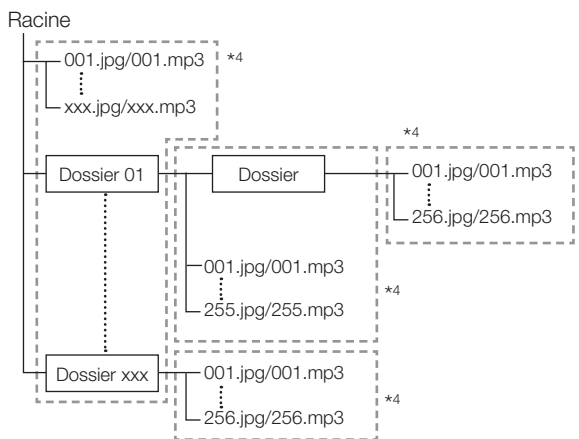 Racine
001.jpg/001.mp3 *4
xxx.jpg/xxx.mp3
*4
Dossier 01 Dossier 001.jpg/001.mp3
256.jpg/256.mp3
001.jpg/001.mp3
255.jpg/255.mp3 *4
Dossier xxx 001.jpg/001.mp3
*4
256.jpg/256.mp3